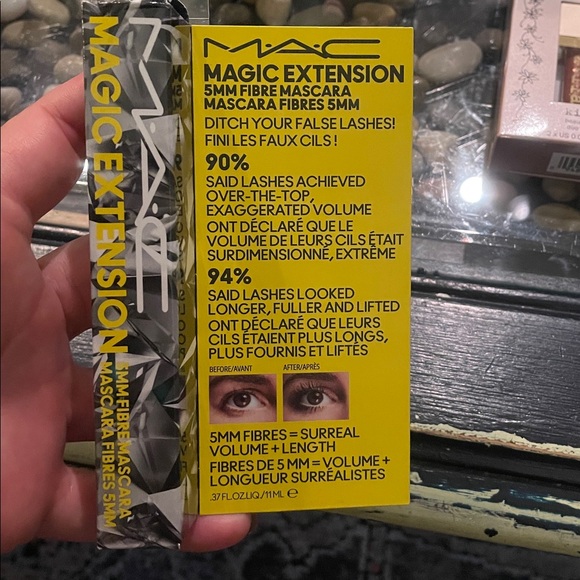 M·A·C
MAGIC EXTENSION
5MM FIBRE MASCARA
MASCARA FIBRES 5MM
DITCH YOUR FALSE LASHES!
FINI LES FAUX CILS !
90%
SAID LASHES ACHIEVED
OVER-THE-TOP,
EXAGGERATED VOLUME
ONT DÉCLARÉ QUE LE
VOLUME DE LEURS CILS ÉTAIT
SURDIMENSIONNÉ, EXTRÊME
94%
SAID LASHES LOOKED
LONGER, FULLER AND LIFTED
ONT DÉCLARÉ QUE LEURS
CILS ÉTAIENT PLUS LONGS,
PLUS FOURNIS ET LIFTÉS
BEFORE/AVANT AFTER/APRÈS
5MM FIBRES = SURREAL
VOLUME + LENGTH
FIBRES DE 5 MM = VOLUME +
LONGUEUR SURRÉALISTES
.37 FL.OZ.LIQ./11 ML ℮
M·A·C
MAGIC EXTENSION
5MM FIBRE MASCARA
MASCARA FIBRES 5MM